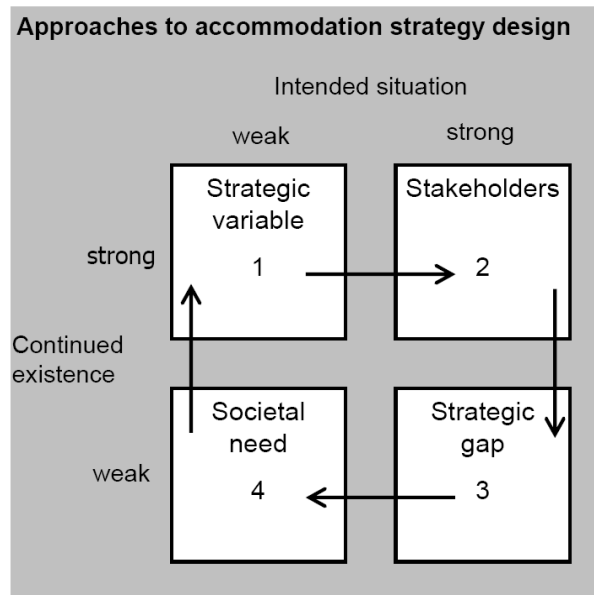 Approaches to accommodation strategy design
Intended situation
weak
strong
Strategic
variable
1
Stakeholders
2
strong
Continued
existence
Societal
need
4
Strategic
gap
3
weak